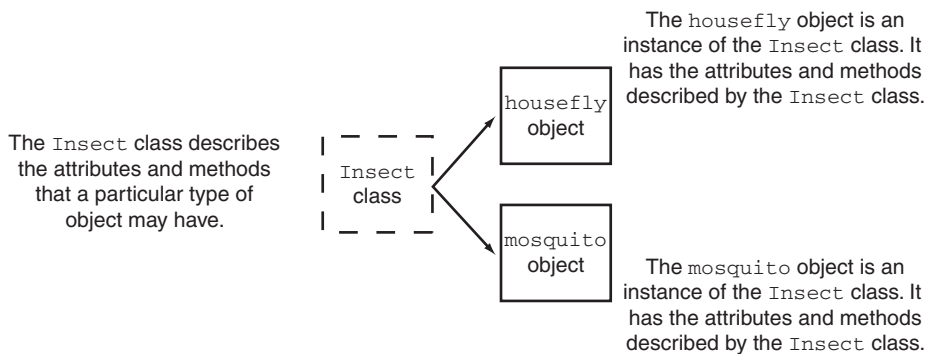 The Insect class describes
the attributes and methods
that a particular type of
object may have.
Insect
class
housefly
object
The housefly object is an
instance of the Insect class. It
has the attributes and methods
described by the Insect class.
mosquito
object
The mosquito object is an
instance of the Insect class. It
has the attributes and methods
described by the Insect class.